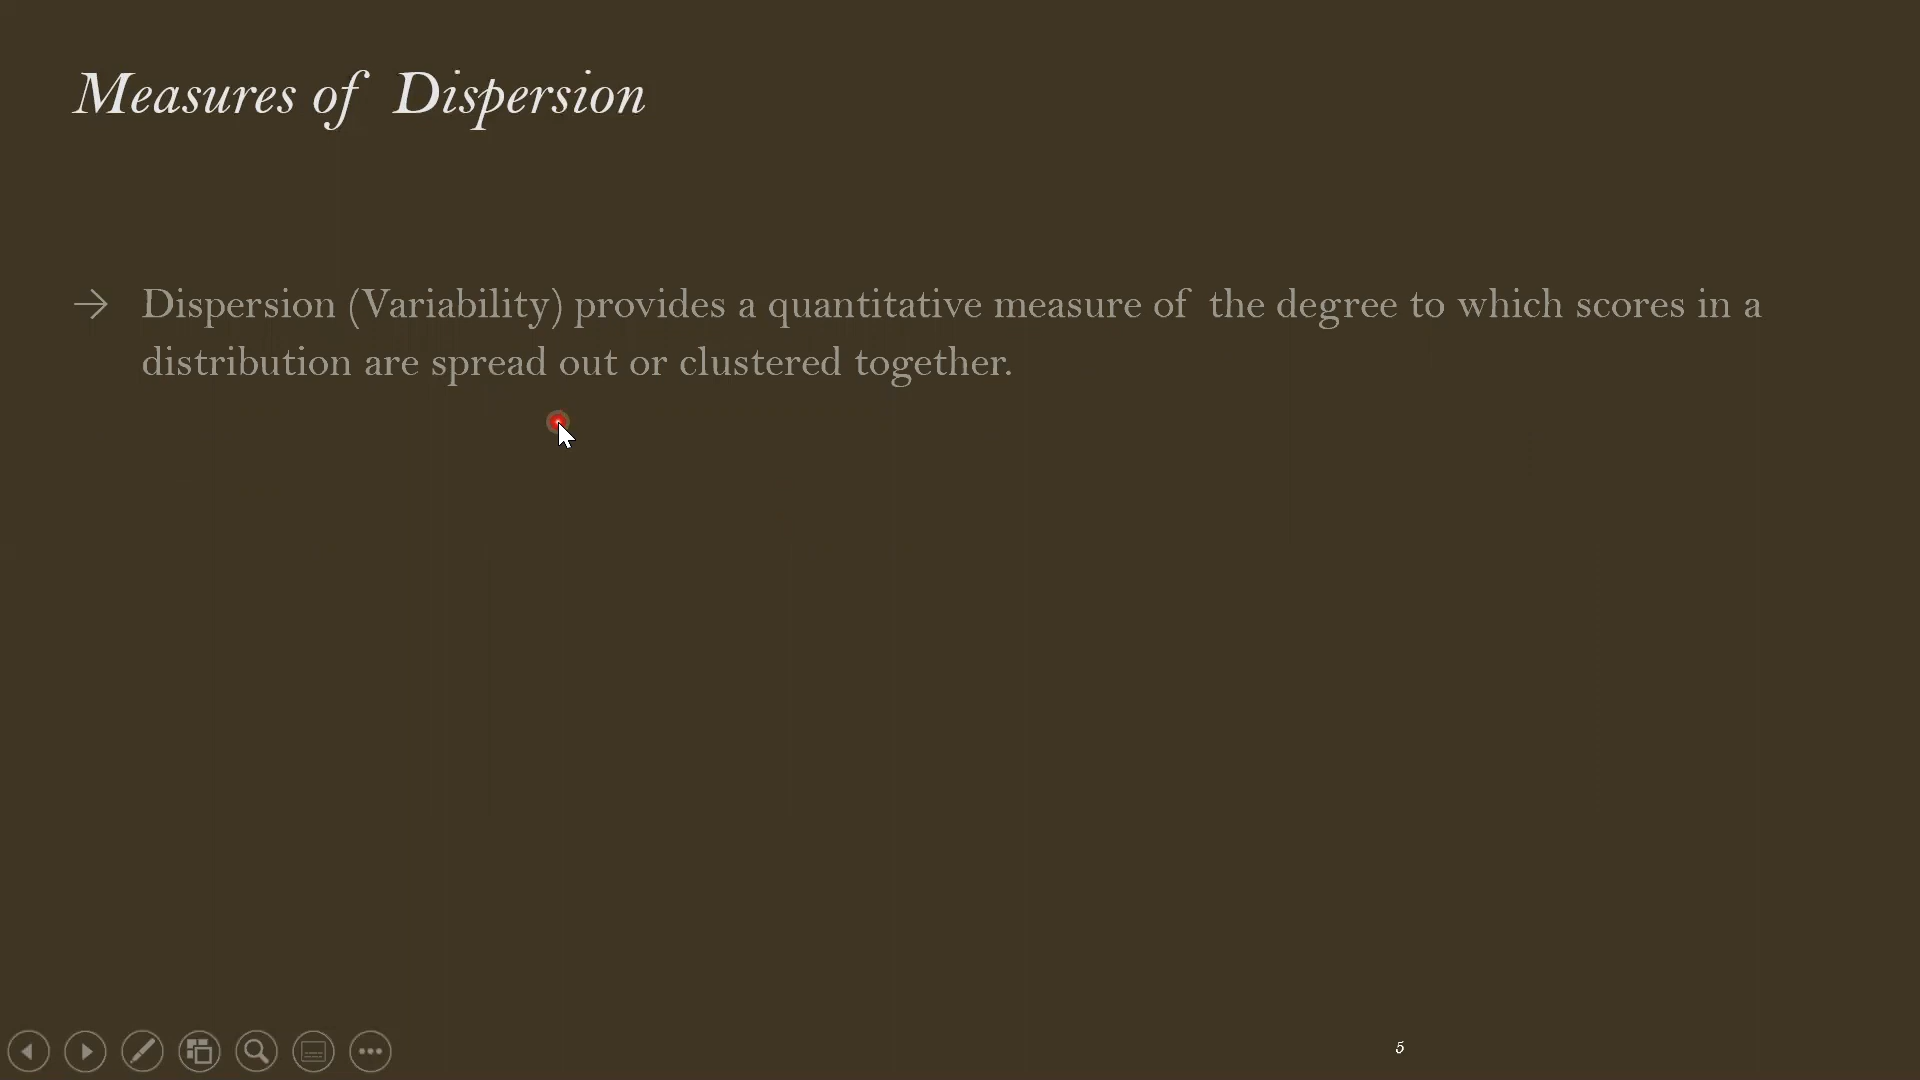 Measures of Dispersion
→ Dispersion (Variability) provides a quantitative measure of the degree to which scores in a
distribution are spread out or clustered together.
5